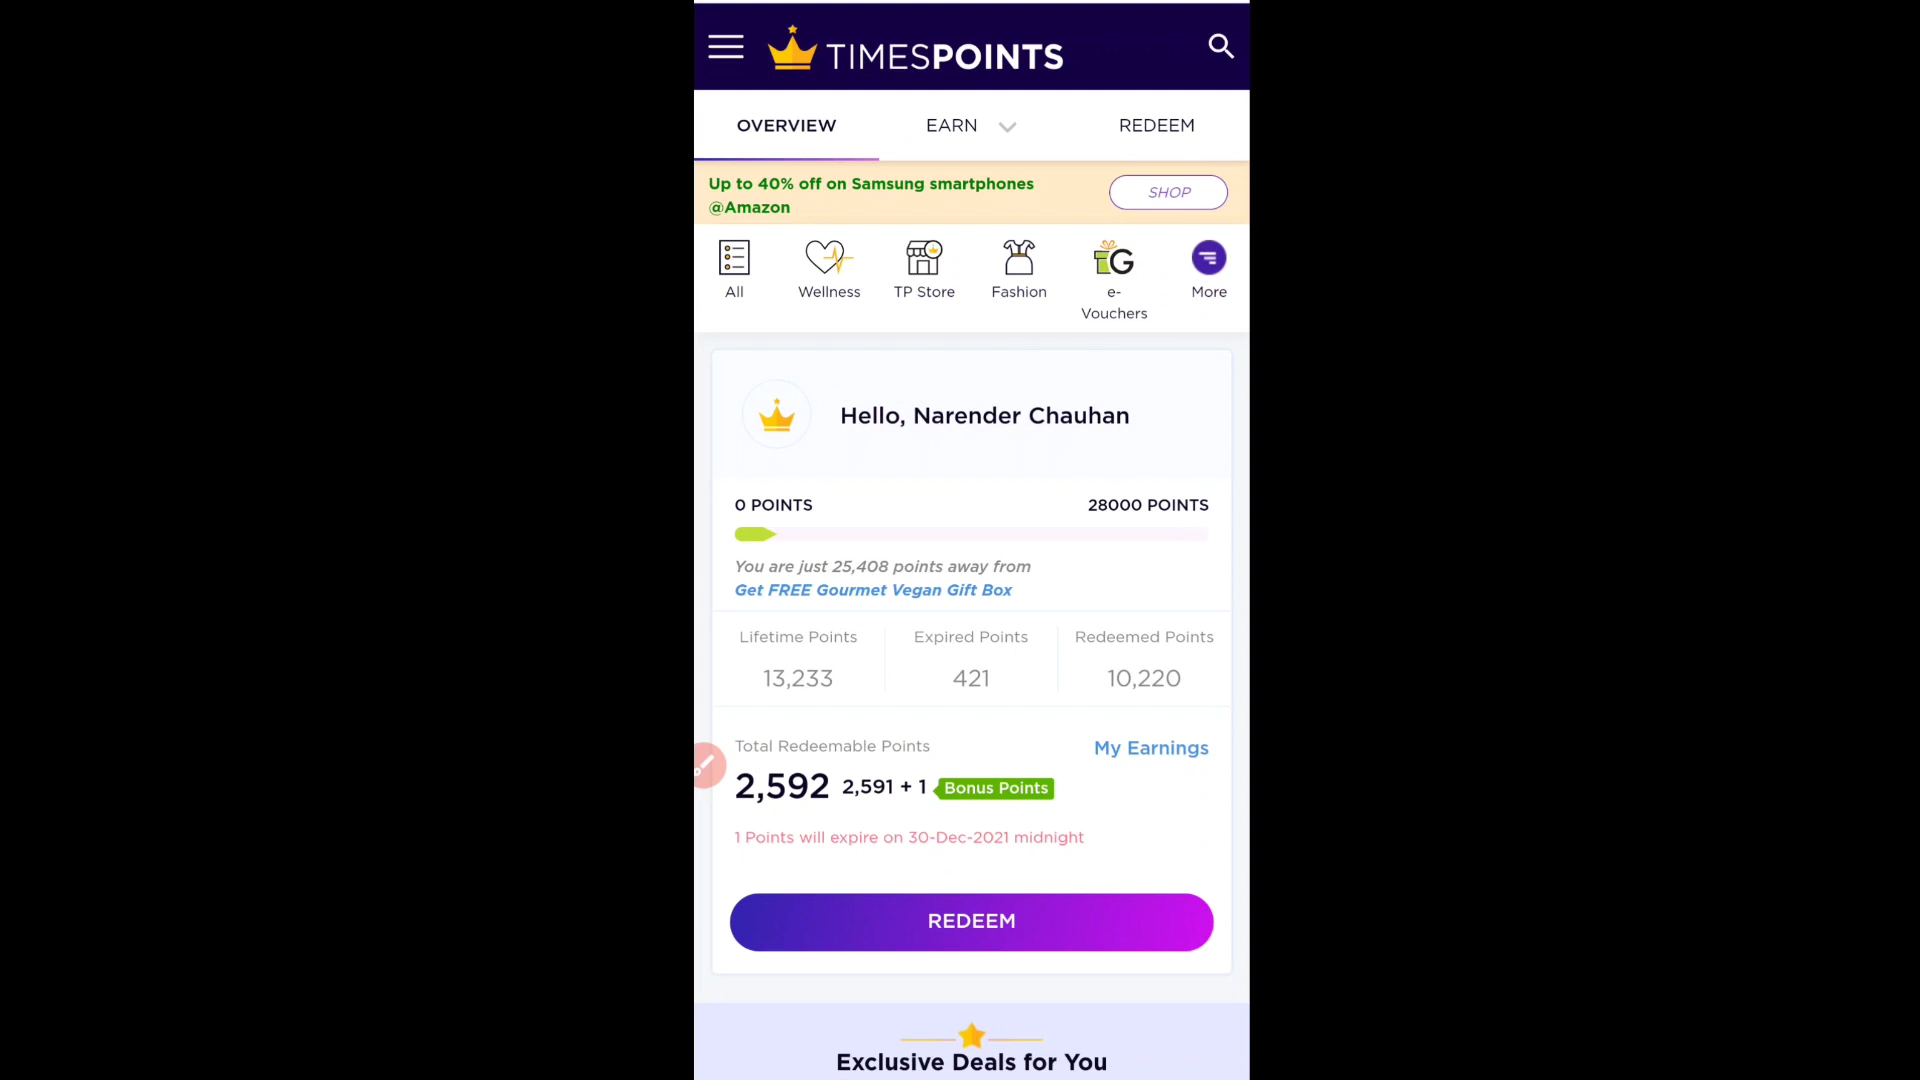 TIMESPOINTS
OVERVIEW EARN REDEEM
Up to 40% off on Samsung smartphones
@Amazon
SHOP
All Wellness TP Store Fashion e-
Vouchers
More
Hello, Narender Chauhan
0 POINTS 28000 POINTS
You are just 25,408 points away from
Get FREE Gourmet Vegan Gift Box
Lifetime Points Expired Points Redeemed Points
13,233 421 10,220
Total Redeemable Points My Earnings
2,592 2,591 + 1 Bonus Points
1 Points will expire on 30-Dec-2021 midnight
REDEEM
Exclusive Deals for You